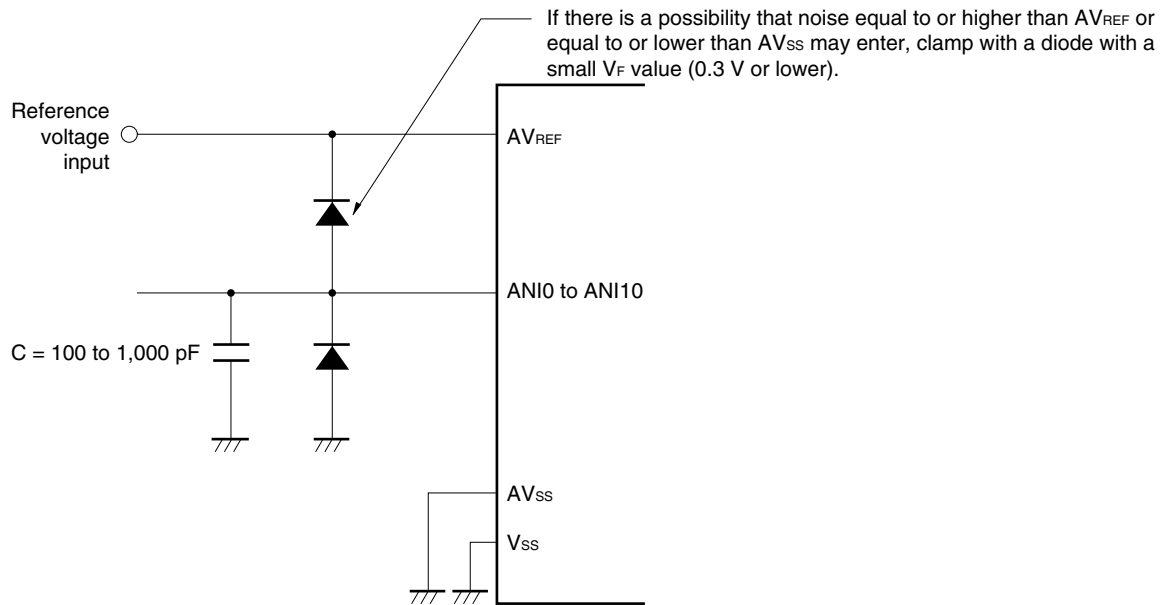 If there is a possibility that noise equal to or higher than AVREF or
equal to or lower than AVSS may enter, clamp with a diode with a
small VF value (0.3 V or lower).
Reference
voltage
input
AVREF
ANI0 to ANI10
C = 100 to 1,000 pF
AVSS
VSS